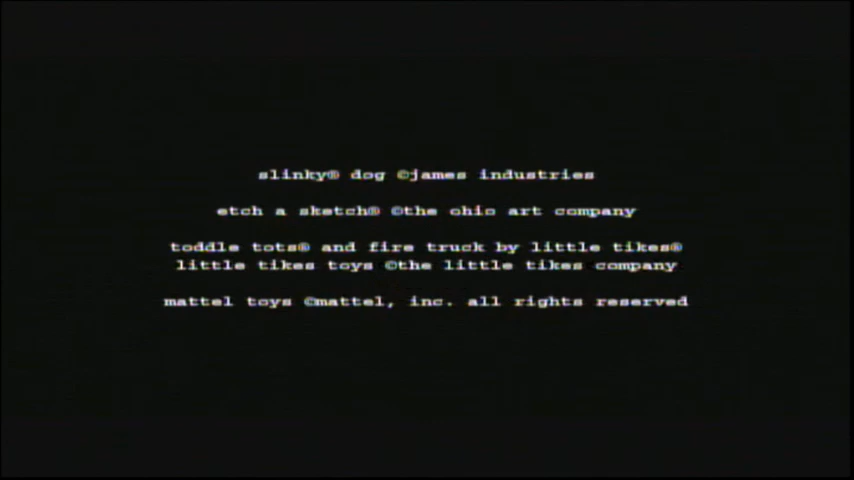 slinky® dog ©james industries
etch a sketch® ©the ohio art company
toddle tots® and fire truck by little tikes®
little tikes toys ©the little tikes company
mattel toys ©mattel, inc. all rights reserved